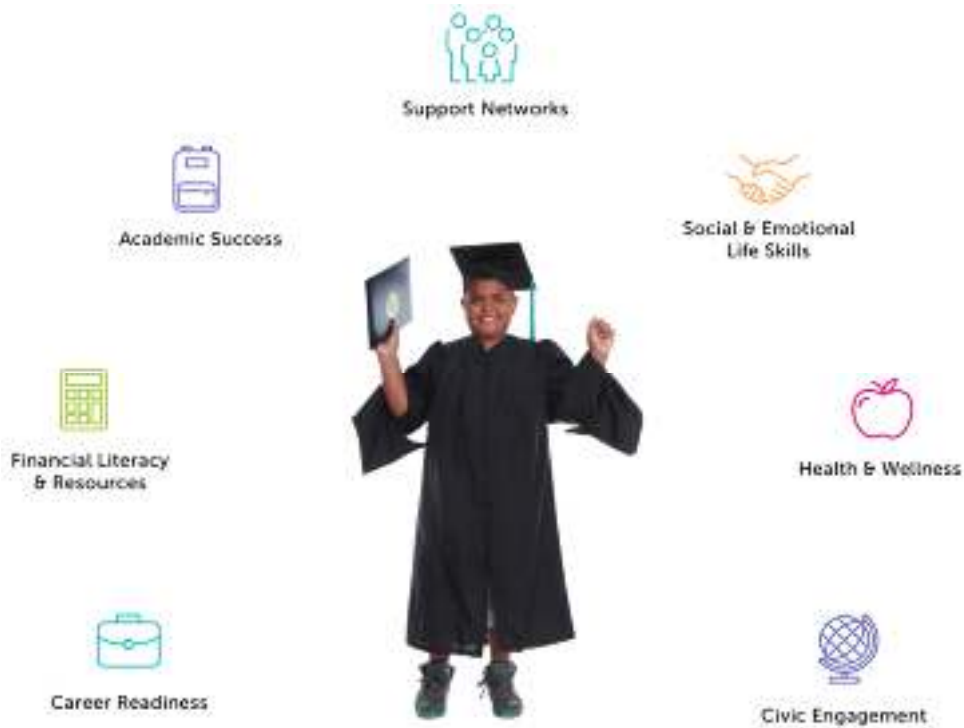 Support Networks
Academic Success
Social & Emotional
Life Skills
Financial Literacy
& Resources
Health & Wellness
Career Readiness
Civic Engagement